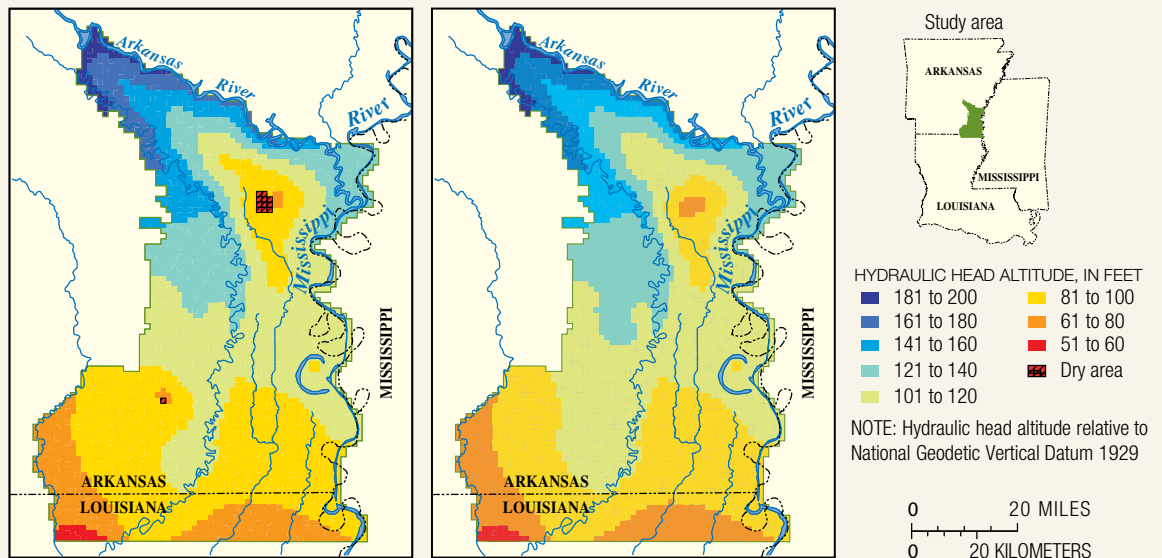 Arkansas
River
River
Mississippi
MISSISSIPPI
ARKANSAS
LOUISIANA
Arkansas
River
River
Mississippi
MISSISSIPPI
ARKANSAS
LOUISIANA
Study area
ARKANSAS
MISSISSIPPI
LOUISIANA
HYDRAULIC HEAD ALTITUDE, IN FEET
181 to 200
161 to 180
141 to 160
121 to 140
101 to 120
81 to 100
61 to 80
51 to 60
Dry area
NOTE: Hydraulic head altitude relative to
National Geodetic Vertical Datum 1929
0 20 MILES
0 20 KILOMETERS